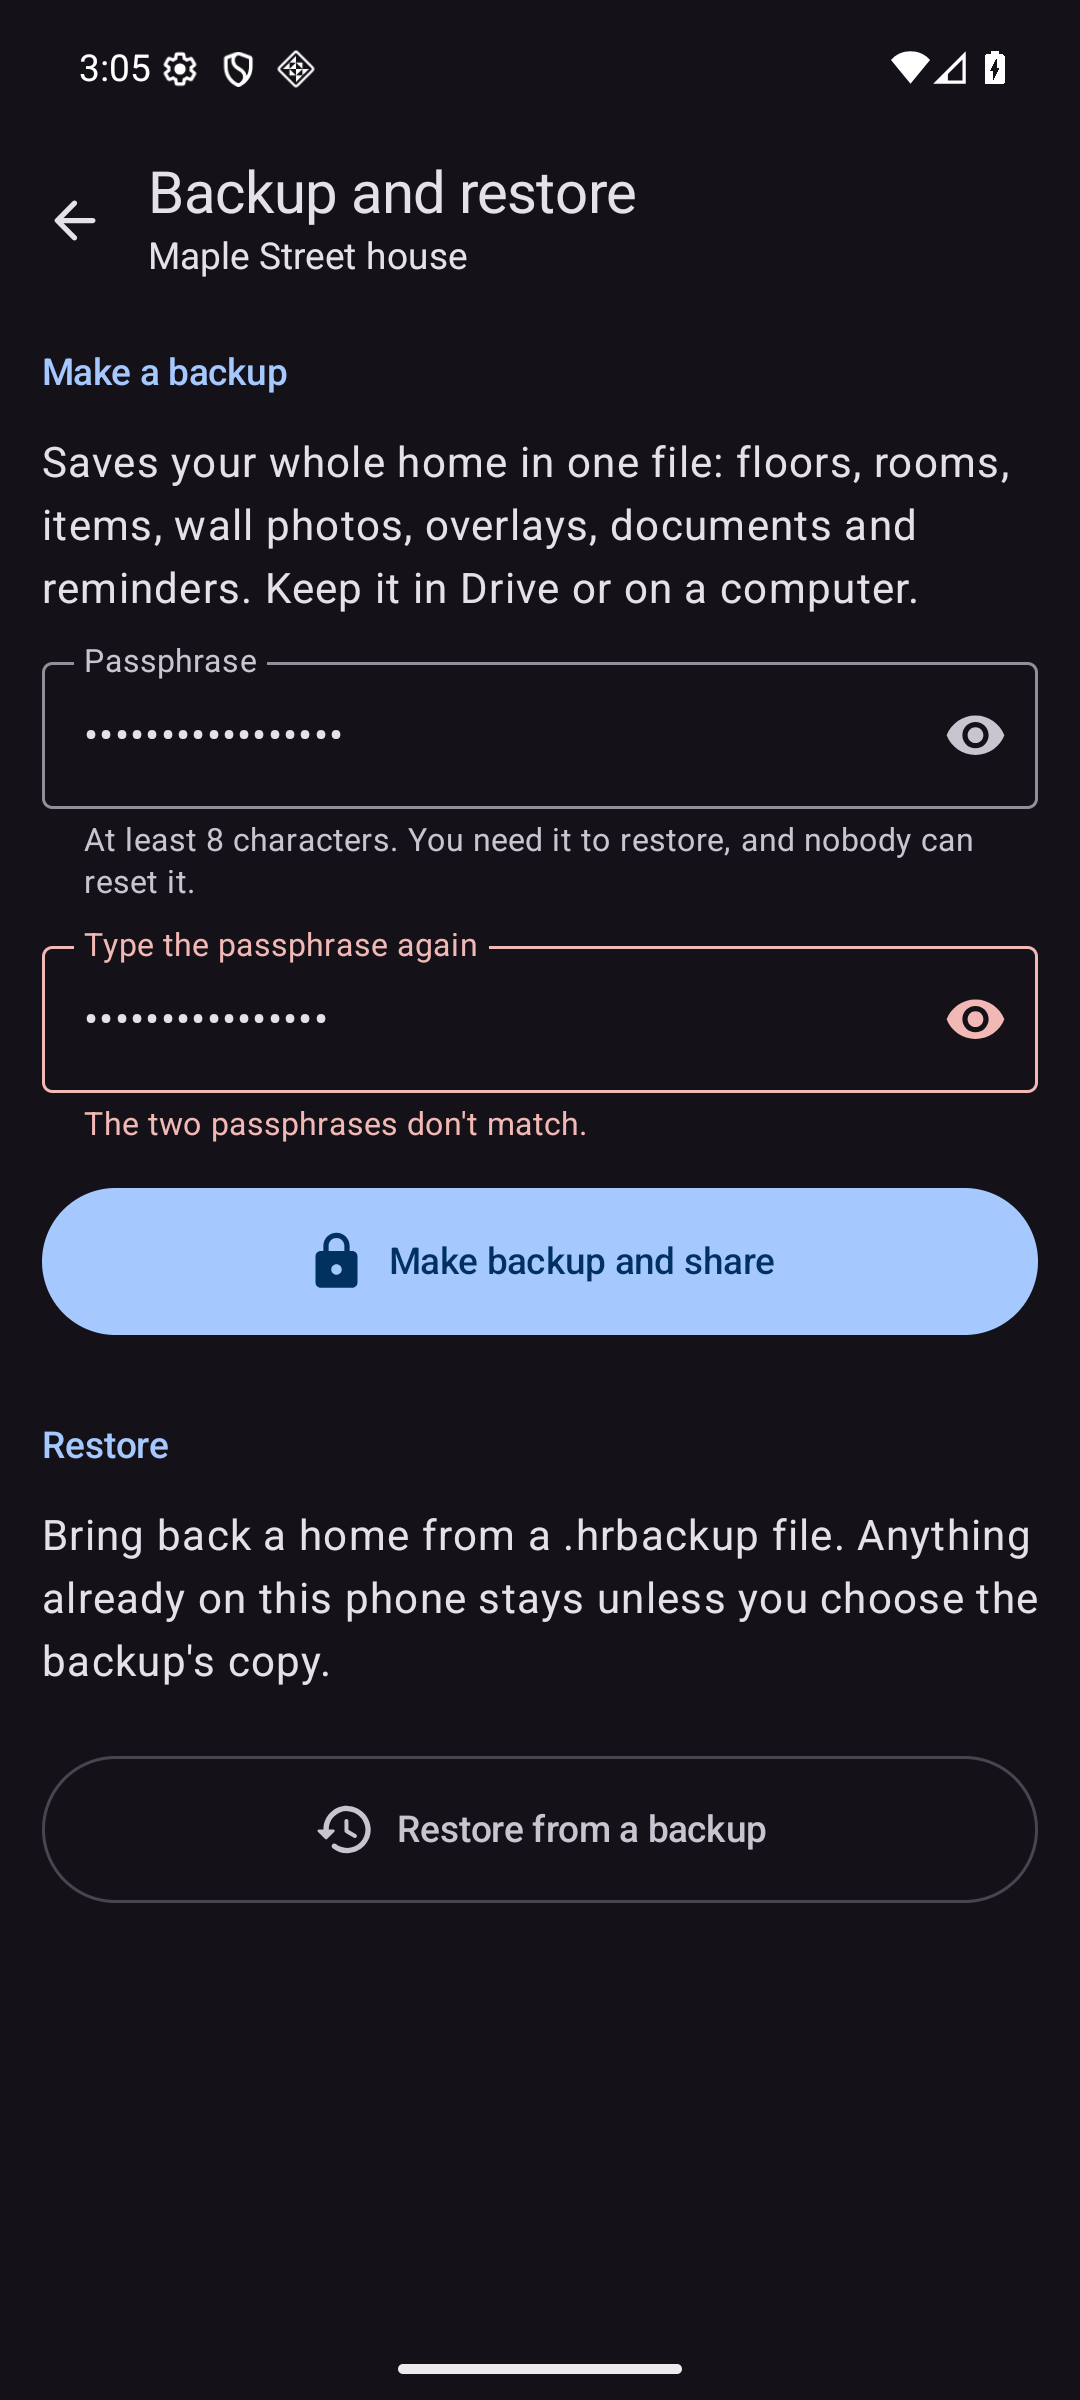 3:05
Backup and restore
Maple Street house
Make a backup
Saves your whole home in one file: floors, rooms,
items, wall photos, overlays, documents and
reminders. Keep it in Drive or on a computer.
Passphrase
•••••••••••••••••
At least 8 characters. You need it to restore, and nobody can
reset it.
Type the passphrase again
••••••••••••••••
The two passphrases don't match.
Make backup and share
Restore
Bring back a home from a .hrbackup file. Anything
already on this phone stays unless you choose the
backup's copy.
Restore from a backup